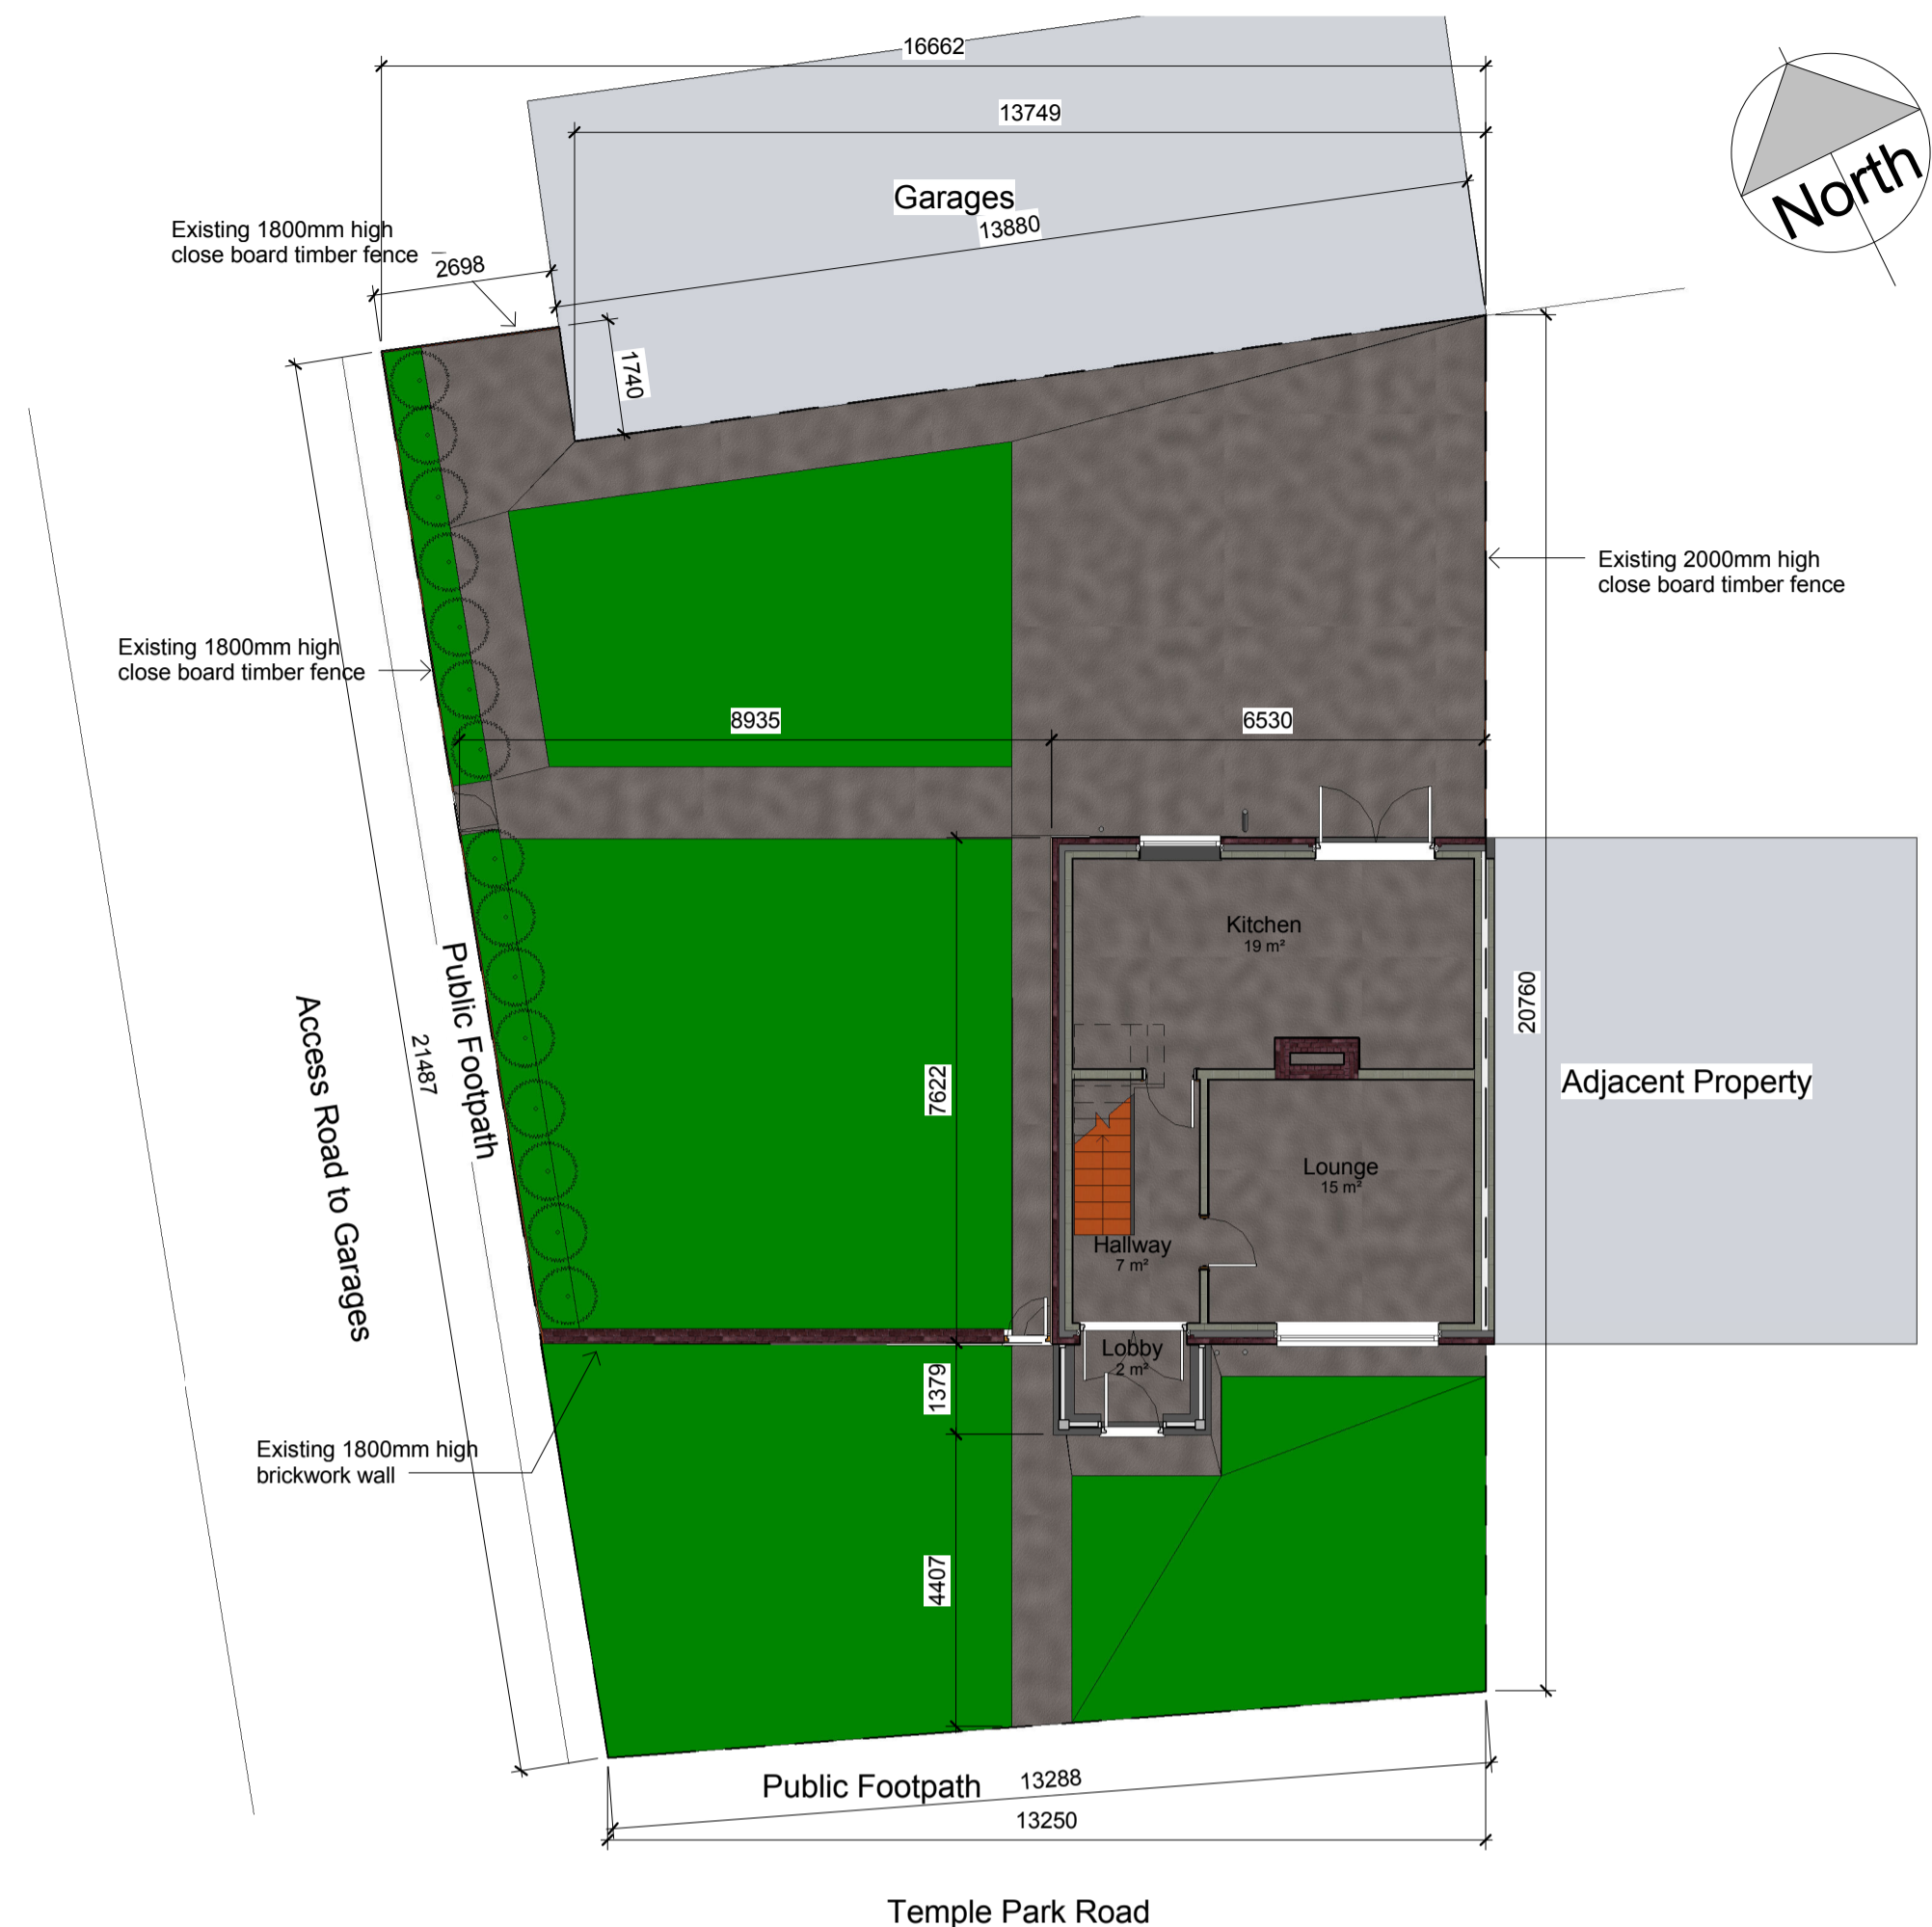 16662
13749
Garages
13880
North
Existing 1800mm high
close board timber fence
2698
1740
Existing 2000mm high
close board timber fence
Existing 1800mm high
close board timber fence
8935
6530
Kitchen
19 m²
Public Footpath
Access Road to Garages
21487
7622
20760
Adjacent Property
Lounge
15 m²
Hallway
7 m²
Lobby
2 m²
1379
Existing 1800mm high
brickwork wall
4407
Public Footpath
13288
13250
Temple Park Road